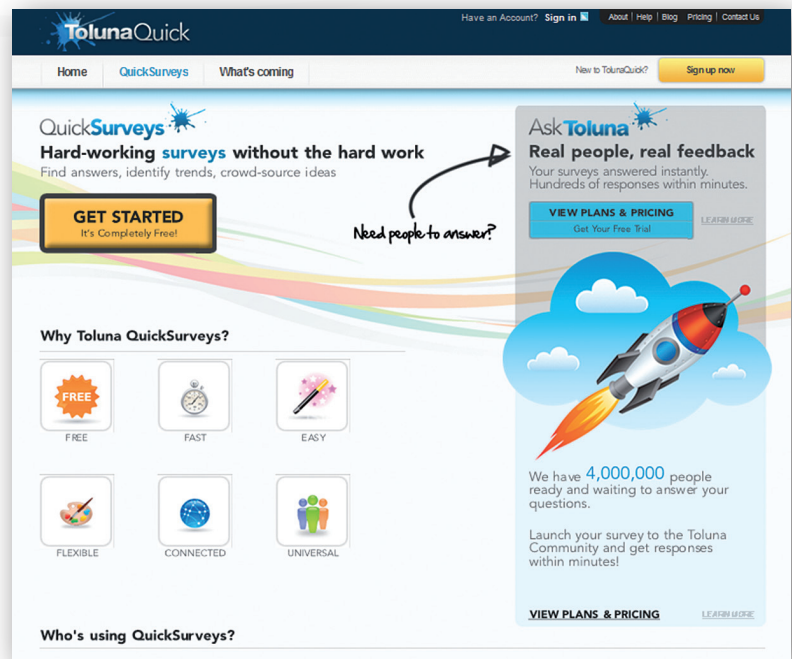 TolunaQuick
Have an Account? Sign in
About | Help | Blog Pricing | Contact Us
Home
QuickSurveys
What's coming
New to TolunaQuick?
Sign up now
QuickSurveys
Hard-working surveys without the hard work
Find answers, identify trends, crowd-source ideas
GET STARTED
It's Completely Free!
Need people to answer?
Ask Toluna
Real people, real feedback
Your surveys answered instantly.
Hundreds of responses within minutes.
VIEW PLANS & PRICING
Get Your Free Trial
LEARN MORE
Why Toluna QuickSurveys?
FREE
FREE
FAST
EASY
FLEXIBLE
CONNECTED
UNIVERSAL
We have 4,000,000 people
ready and waiting to answer your
questions.
Launch your survey to the Toluna
Community and get responses
within minutes!
VIEW PLANS & PRICING
LEARN MORE
Who's using QuickSurveys?